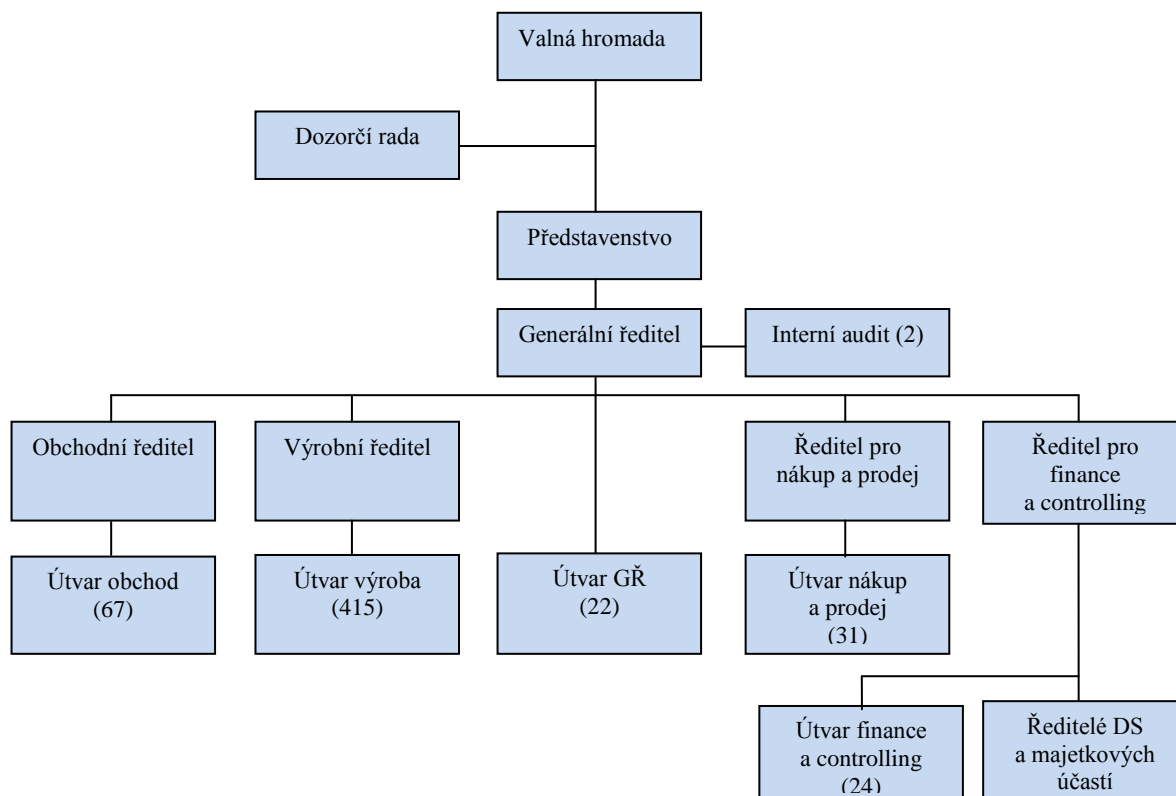 Valná hromada
Dozorčí rada
Představenstvo
Generální ředitel
Interní audit (2)
Obchodní ředitel
Výrobní ředitel
Ředitel pro
nákup a prodej
Ředitel pro
finance
a controlling
Útvar obchod
(67)
Útvar výroba
(415)
Útvar GŘ
(22)
Útvar nákup
a prodej
(31)
Útvar finance
a controlling
(24)
Ředitelé DS
a majetkových
účastí